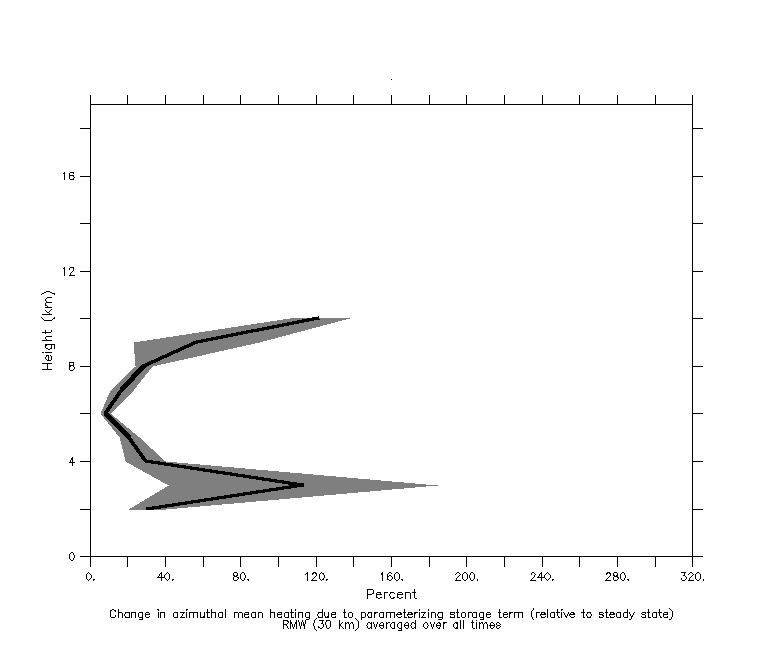 16
12
8
4
0
Height (km)
0. 40. 80. 120. 160. 200. 240. 280. 320.
Percent
Change in azimuthal mean heating due to parameterizing storage term (relative to steady state)
RMW (30 km) averaged over all times